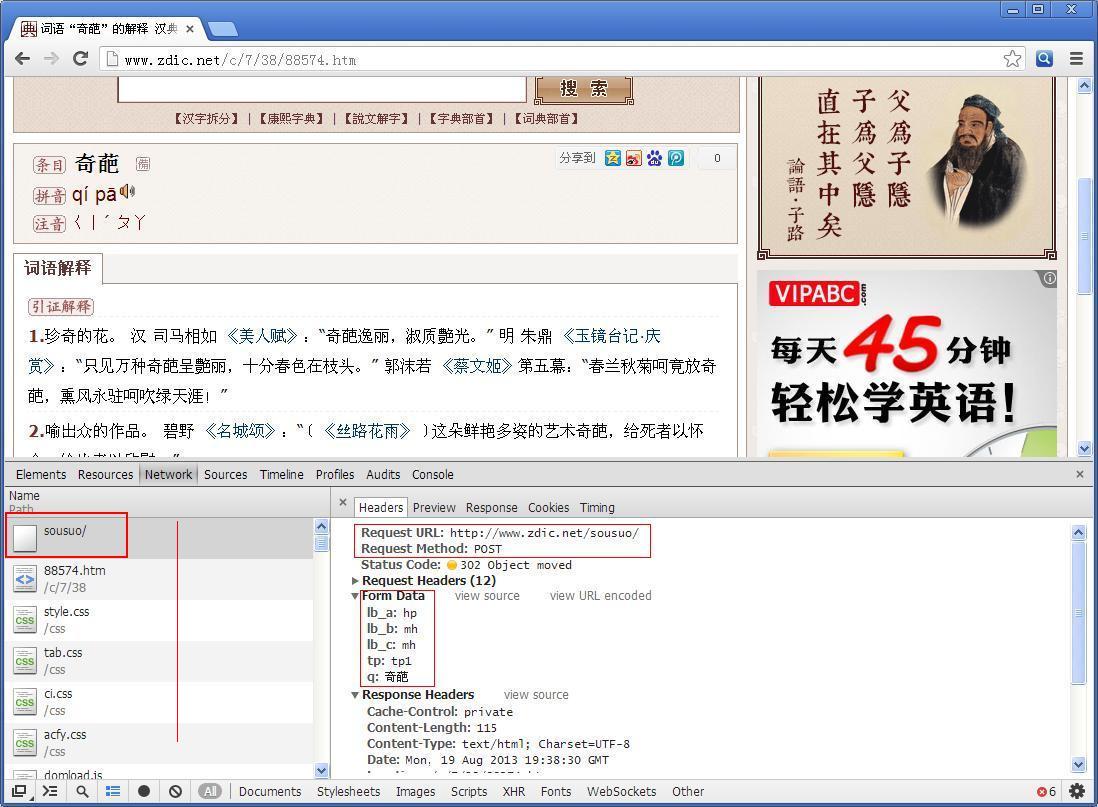 词语“奇葩”的解释 汉典
www.zdic.net/c/7/38/88574.htm
搜 索
【汉字拆分】 | 【康熙字典】 | 【說文解字】 | 【字典部首】 | 【词典部首】
条目 奇葩 備
分享到 0
拼音 qí pā
注音 ㄑㄧˊ ㄆㄚ
词语解释
引证解释
1.珍奇的花。 汉 司马相如 《美人赋》：“奇葩逸丽，淑质艷光。” 明 朱鼎 《玉镜台记·庆
赏》：“只见万种奇葩呈艷丽，十分春色在枝头。” 郭沫若 《蔡文姬》第五幕：“春兰秋菊呵竟放奇
葩，熏风永驻呵吹绿天涯！”
2.喻出众的作品。 碧野 《名城颂》：“( 《丝路花雨》 )这朵鲜艳多姿的艺术奇葩，给死者以怀
父爲子隱
子爲父隱
直在其中矣
論語·子路
VIPABC.com
每天45分钟
轻松学英语!
Elements Resources Network Sources Timeline Profiles Audits Console
Name
Path
sousuo/
88574.htm
/c/7/38
style.css
/css
tab.css
/css
ci.css
/css
acfy.css
/css
domload.js
Headers Preview Response Cookies Timing
Request URL: http://www.zdic.net/sousuo/
Request Method: POST
Status Code: 302 Object moved
Request Headers (12)
Form Data view source view URL encoded
lb_a: hp
lb_b: mh
lb_c: mh
tp: tp1
q: 奇葩
Response Headers view source
Cache-Control: private
Content-Length: 115
Content-Type: text/html; Charset=UTF-8
Date: Mon, 19 Aug 2013 19:38:30 GMT
All Documents Stylesheets Images Scripts XHR Fonts WebSockets Other 6